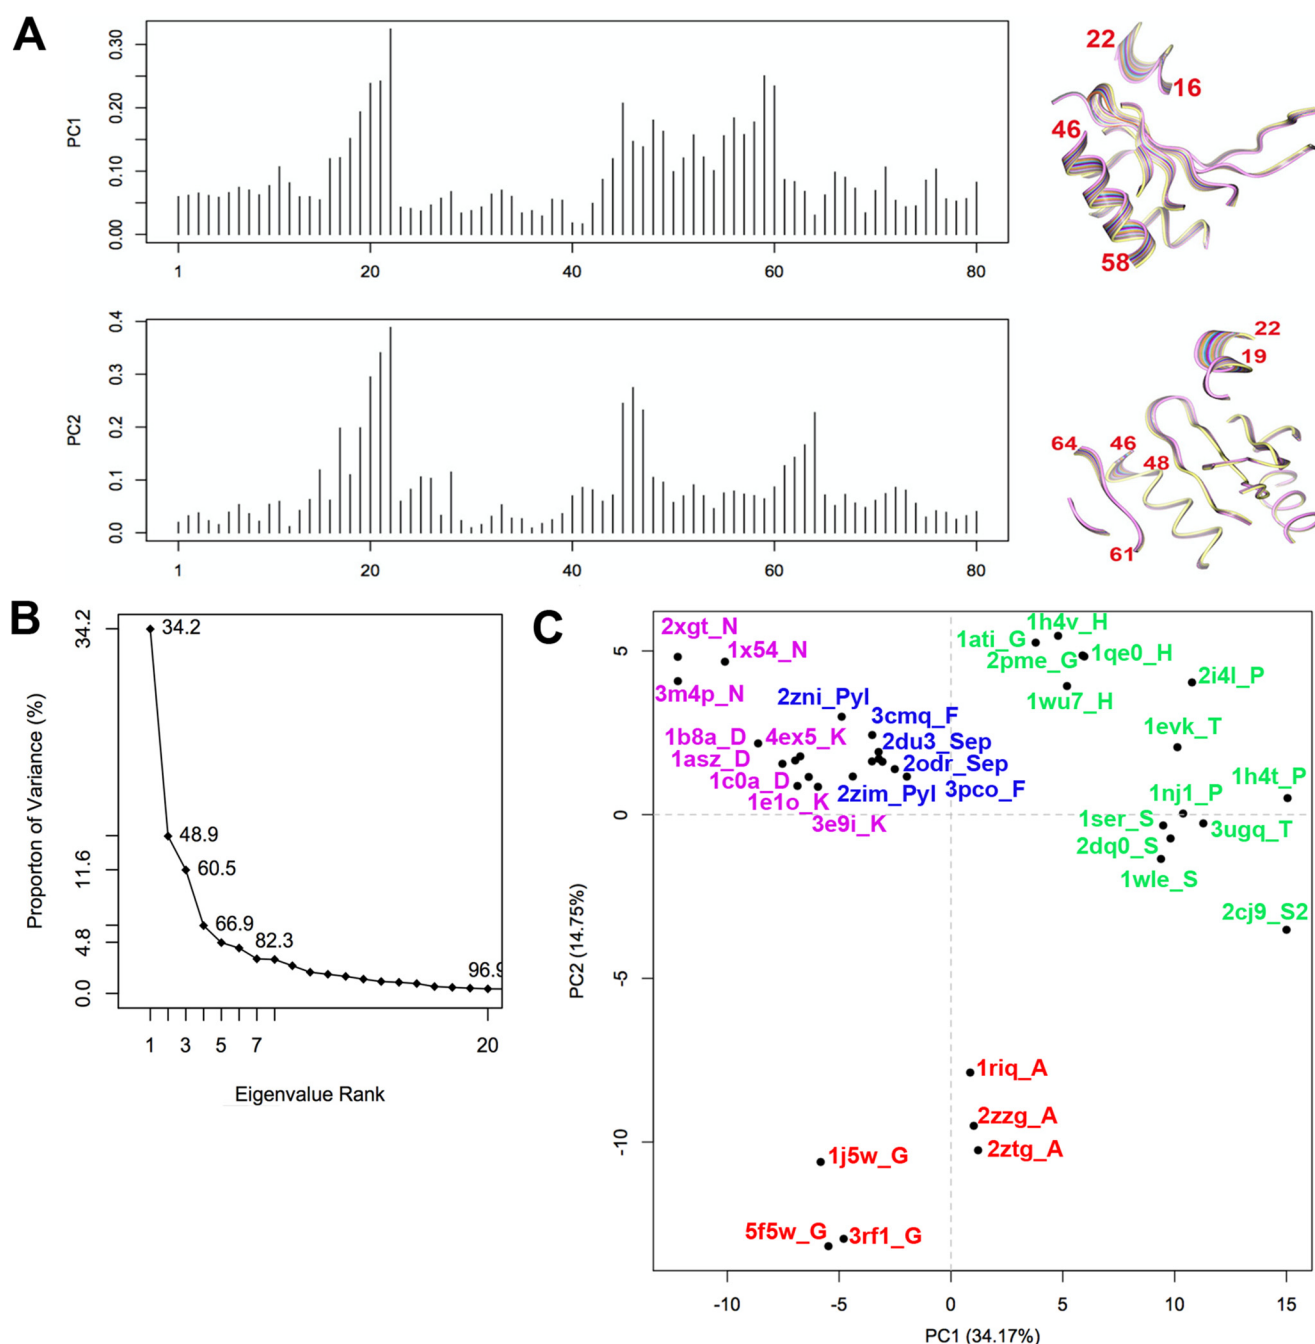 A
PC1
0.30
0.20
0.10
0.00
1
20
40
60
80
22
16
46
58
PC2
0.4
0.3
0.2
0.1
0.0
1
20
40
60
80
22
19
64
46
48
61
B
Proporton of Variance (%)
34.2
11.6
4.8
0.0
34.2
48.9
60.5
66.9
82.3
96.9
1
3
5
7
20
Eigenvalue Rank
C
PC2 (14.75%)
5
0
-5
-10
2xgt_N
1x54_N
3m4p_N
2zni_Pyl
3cmq_F
1b8a_D
4ex5_K
2du3_Sep
1asz_D
2odr_Sep
1c0a_D
1e1o_K
2zim_Pyl
3pco_F
3e9i_K
1h4v_H
1ati_G
2pme_G
1qe0_H
2i4l_P
1wu7_H
1evk_T
1h4t_P
1nj1_P
1ser_S
3ugq_T
2dq0_S
1wle_S
2cj9_S2
1riq_A
2zzg_A
2ztg_A
1j5w_G
5f5w_G
3rf1_G
-10
-5
0
5
10
15
PC1 (34.17%)